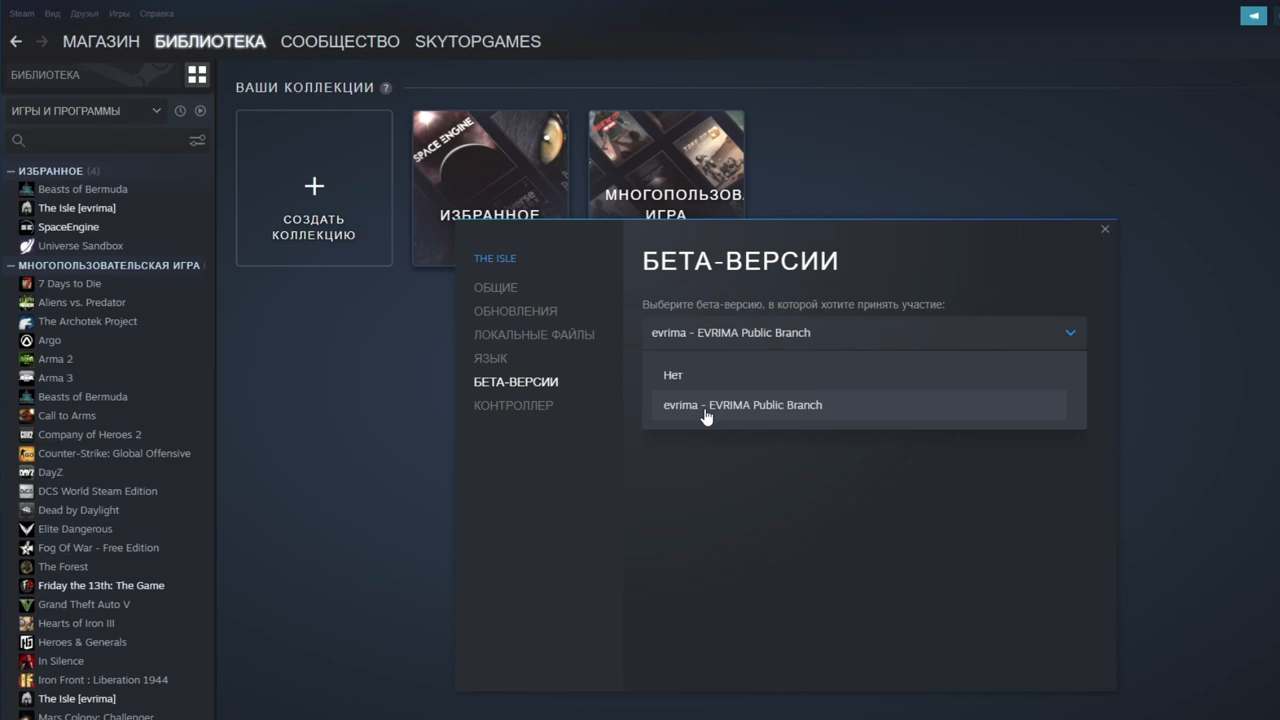 Steam Вид Друзья Игры Справка
МАГАЗИН БИБЛИОТЕКА СООБЩЕСТВО SKYTOPGAMES
БИБЛИОТЕКА
ИГРЫ И ПРОГРАММЫ
— ИЗБРАННОЕ (4)
Beasts of Bermuda
The Isle [evrima]
SpaceEngine
Universe Sandbox
— МНОГОПОЛЬЗОВАТЕЛЬСКАЯ ИГРА
7 Days to Die
Aliens vs. Predator
The Archotek Project
Argo
Arma 2
Arma 3
Beasts of Bermuda
Call to Arms
Company of Heroes 2
Counter-Strike: Global Offensive
DayZ
DCS World Steam Edition
Dead by Daylight
Elite Dangerous
Fog Of War - Free Edition
The Forest
Friday the 13th: The Game
Grand Theft Auto V
Hearts of Iron III
Heroes & Generals
In Silence
Iron Front : Liberation 1944
The Isle [evrima]
Mars Colony: Challenger
ВАШИ КОЛЛЕКЦИИ ?
+
СОЗДАТЬ
КОЛЛЕКЦИЮ
SPACE ENGINE
ИЗБРАННОЕ
МНОГОПОЛЬЗОВ
ИГРА
THE ISLE
ОБЩИЕ
ОБНОВЛЕНИЯ
ЛОКАЛЬНЫЕ ФАЙЛЫ
ЯЗЫК
БЕТА-ВЕРСИИ
КОНТРОЛЛЕР
БЕТА-ВЕРСИИ
Выберите бета-версию, в которой хотите принять участие:
evrima - EVRIMA Public Branch
Нет
evrima - EVRIMA Public Branch